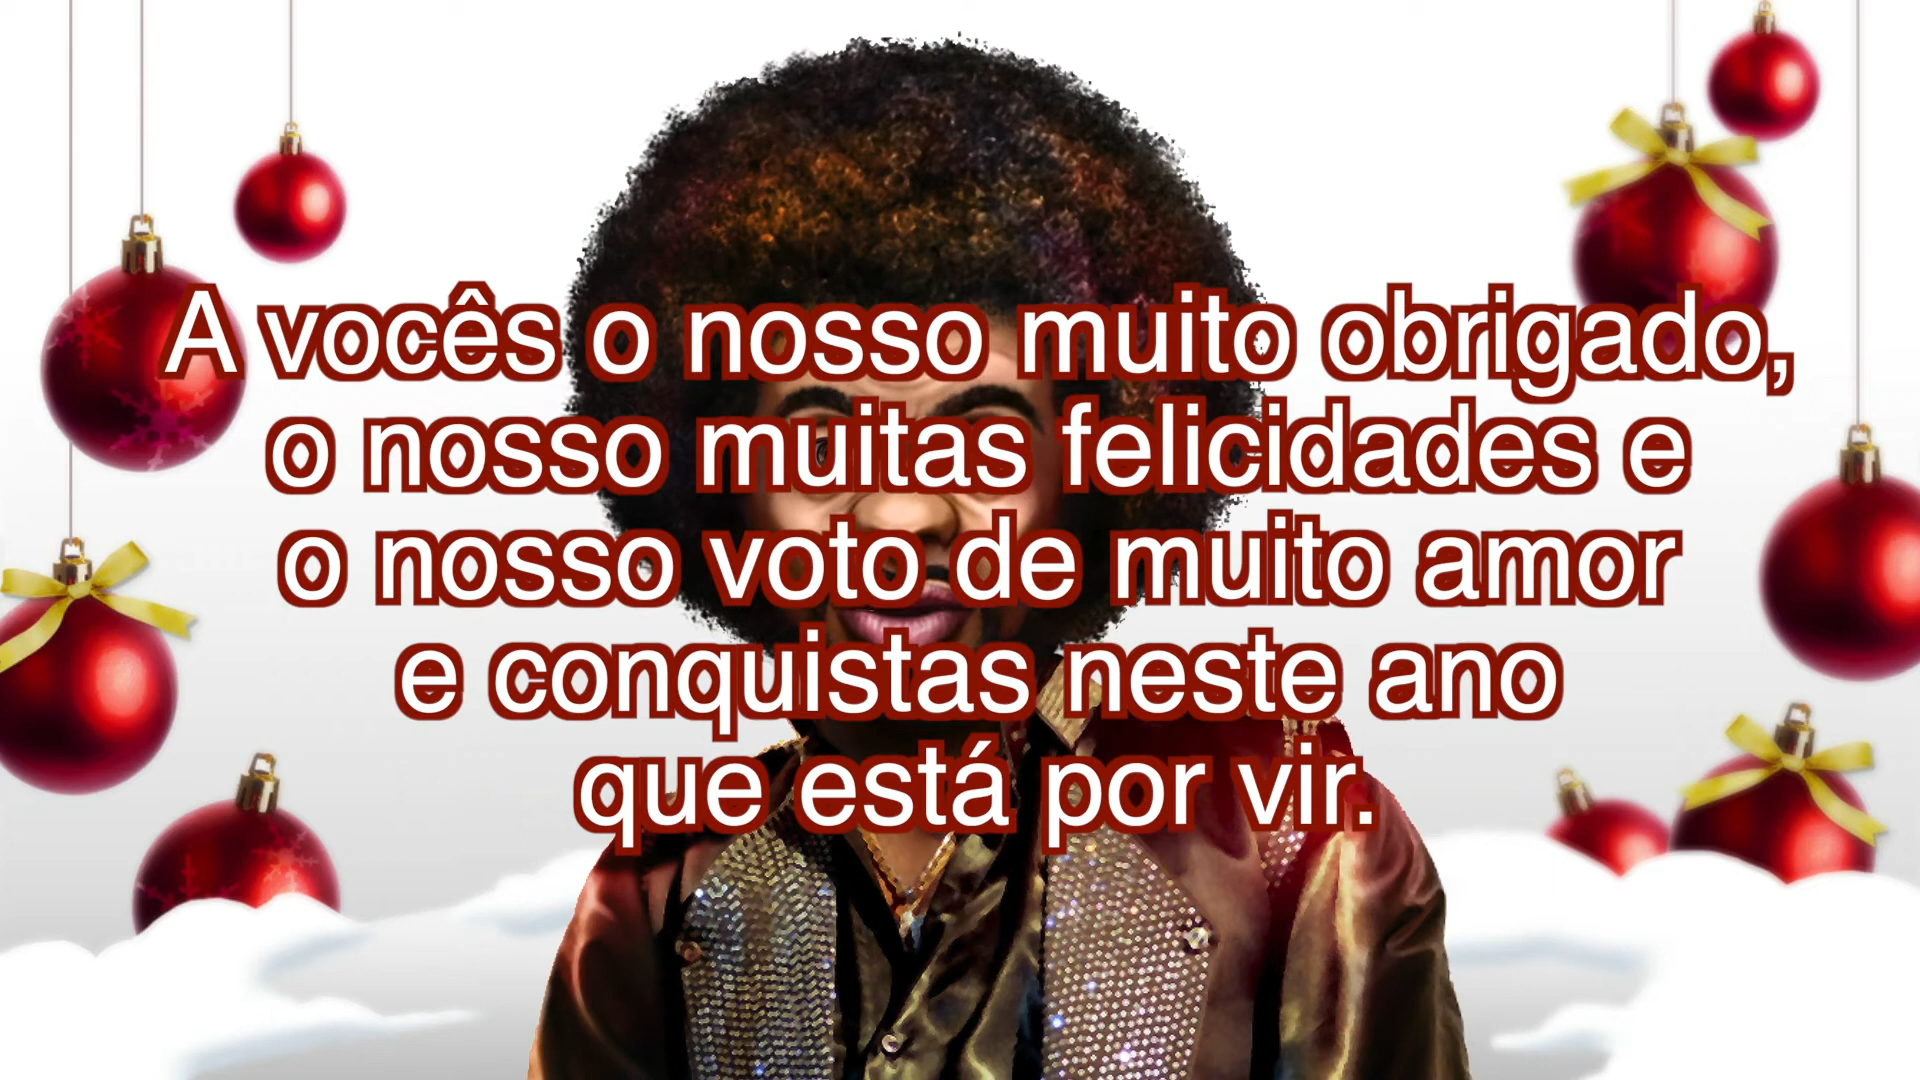 A vocês o nosso muito obrigado,
o nosso muitas felicidades e
o nosso voto de muito amor
e conquistas neste ano
que está por vir.